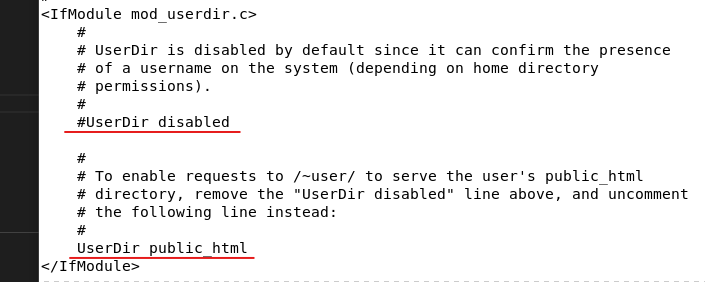 <IfModule mod_userdir.c>
#
# UserDir is disabled by default since it can confirm the presence
# of a username on the system (depending on home directory
# permissions).
#
#UserDir disabled
#
# To enable requests to /~user/ to serve the user's public_html
# directory, remove the "UserDir disabled" line above, and uncomment
# the following line instead:
#
UserDir public_html
</IfModule>